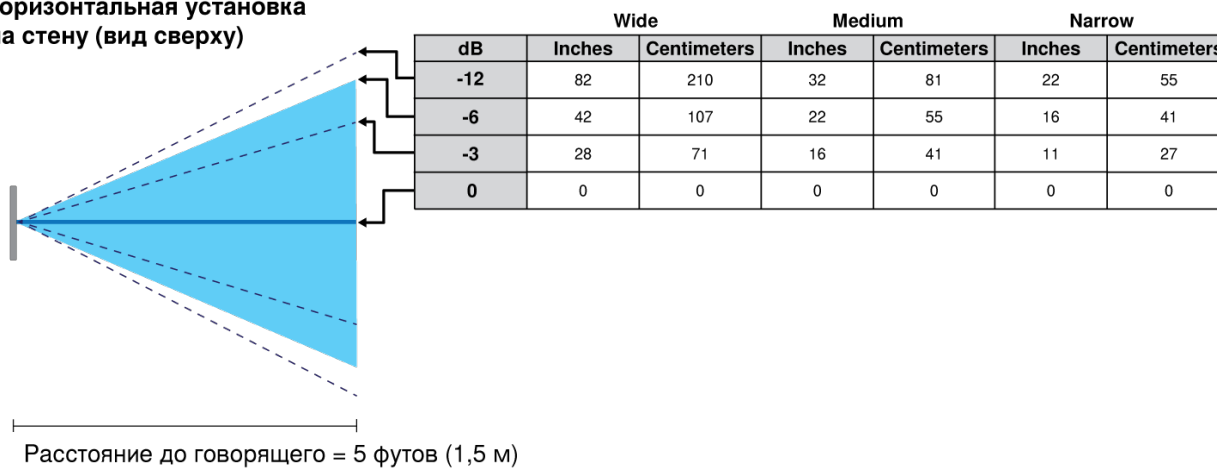 оризонтальная установка
на стену (вид сверху)
Wide Medium Narrow
dB Inches Centimeters Inches Centimeters Inches Centimeters
-12 82 210 32 81 22 55
-6 42 107 22 55 16 41
-3 28 71 16 41 11 27
0 0 0 0 0 0 0
Расстояние до говорящего = 5 футов (1,5 м)